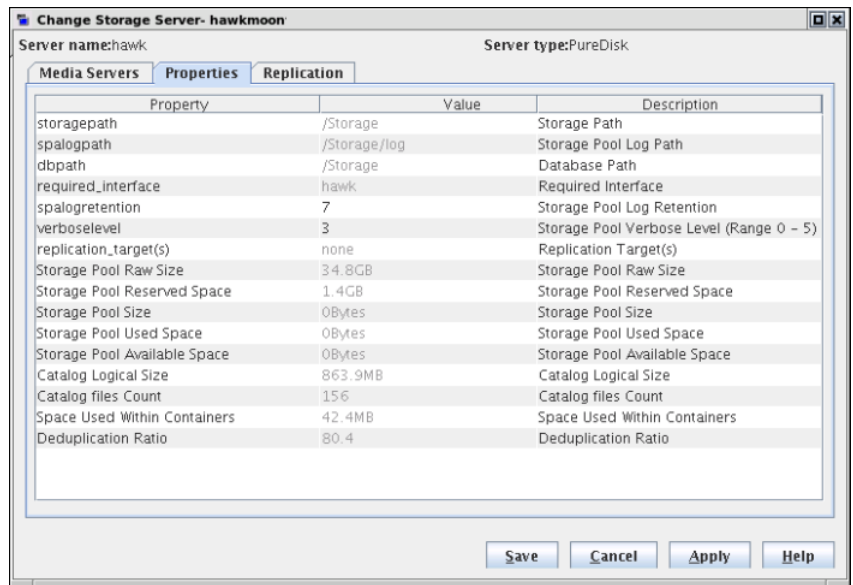 Change Storage Server- hawkmoon
Server name:hawk Server type:PureDisk
Media Servers Properties Replication
Property Value Description
storagepath /Storage Storage Path
spalogpath /Storage/log Storage Pool Log Path
dbpath /Storage Database Path
required_interface hawk Required Interface
spalogretention 7 Storage Pool Log Retention
verboselevel 3 Storage Pool Verbose Level (Range 0 - 5)
replication_target(s) none Replication Target(s)
Storage Pool Raw Size 34.8GB Storage Pool Raw Size
Storage Pool Reserved Space 1.4GB Storage Pool Reserved Space
Storage Pool Size 0Bytes Storage Pool Size
Storage Pool Used Space 0Bytes Storage Pool Used Space
Storage Pool Available Space 0Bytes Storage Pool Available Space
Catalog Logical Size 863.9MB Catalog Logical Size
Catalog files Count 156 Catalog files Count
Space Used Within Containers 42.4MB Space Used Within Containers
Deduplication Ratio 80.4 Deduplication Ratio
Save Cancel Apply Help